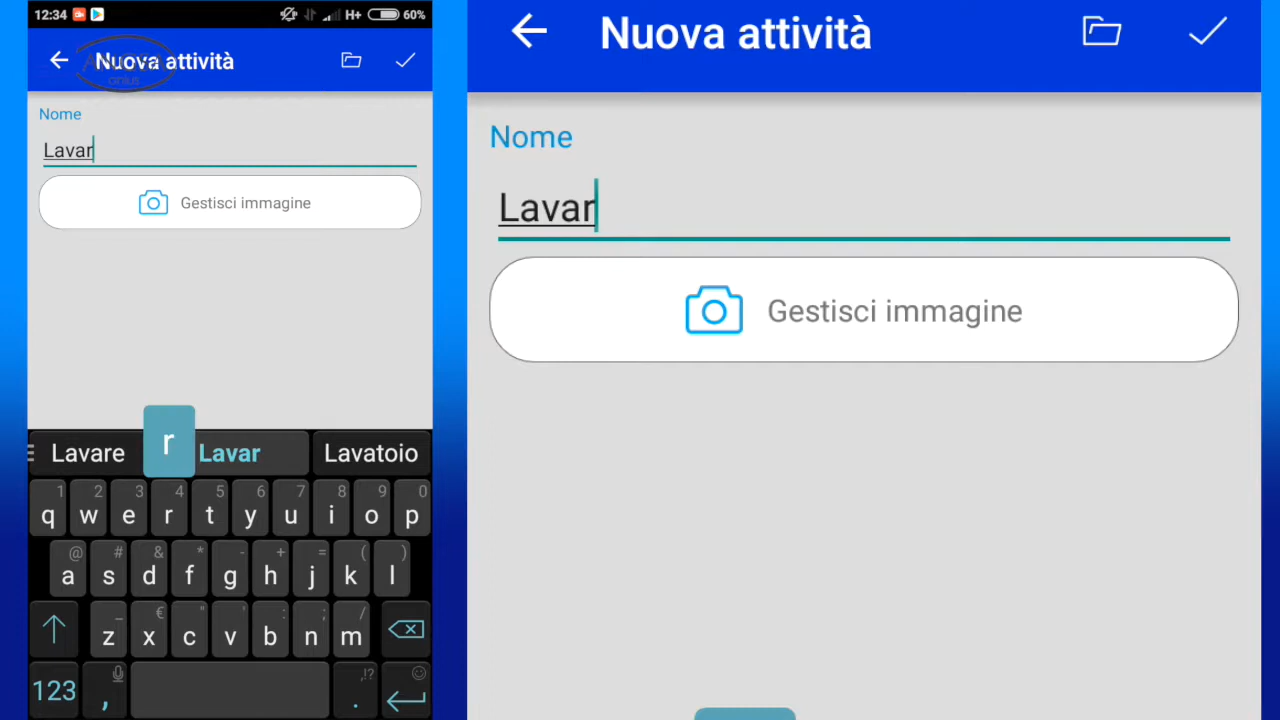 12:34 H+ 60%
Nuova attività
Nome
Lavar
Gestisci immagine
Lavare r Lavar Lavatoio
1 2 3 4 5 6 7 8 9 0
q w e r t y u i o p
@ # & * - + = ( )
a s d f g h j k l
_ € " ' : ; /
z x c v b n m
123 , ,!? .
Nuova attività
Nome
Lavar
Gestisci immagine